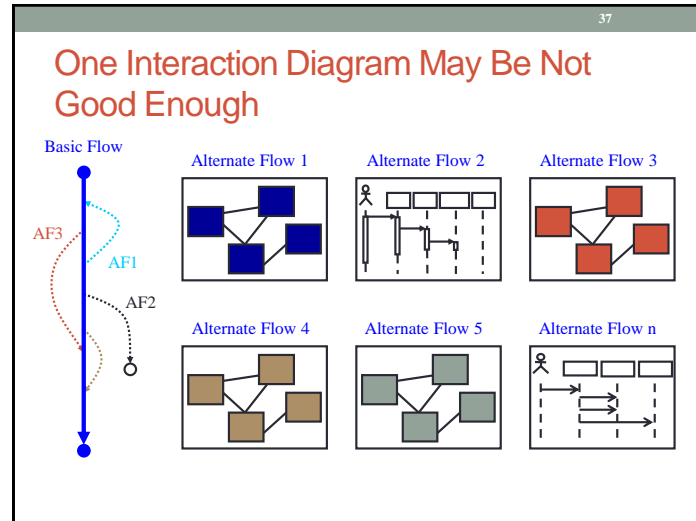 37
One Interaction Diagram May Be Not
Good Enough
Basic Flow
Alternate Flow 1
Alternate Flow 2
Alternate Flow 3
AF3
AF1
AF2
Alternate Flow 4
Alternate Flow 5
Alternate Flow n